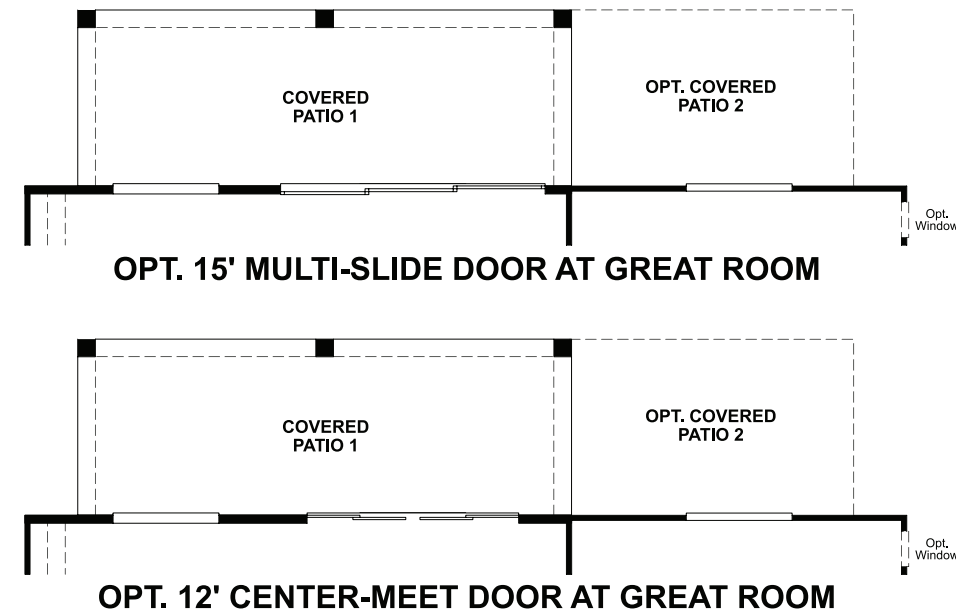 COVERED
PATIO 1
OPT. COVERED
PATIO 2
Opt.
Window
OPT. 15' MULTI-SLIDE DOOR AT GREAT ROOM
COVERED
PATIO 1
OPT. COVERED
PATIO 2
Opt.
Window
OPT. 12' CENTER-MEET DOOR AT GREAT ROOM